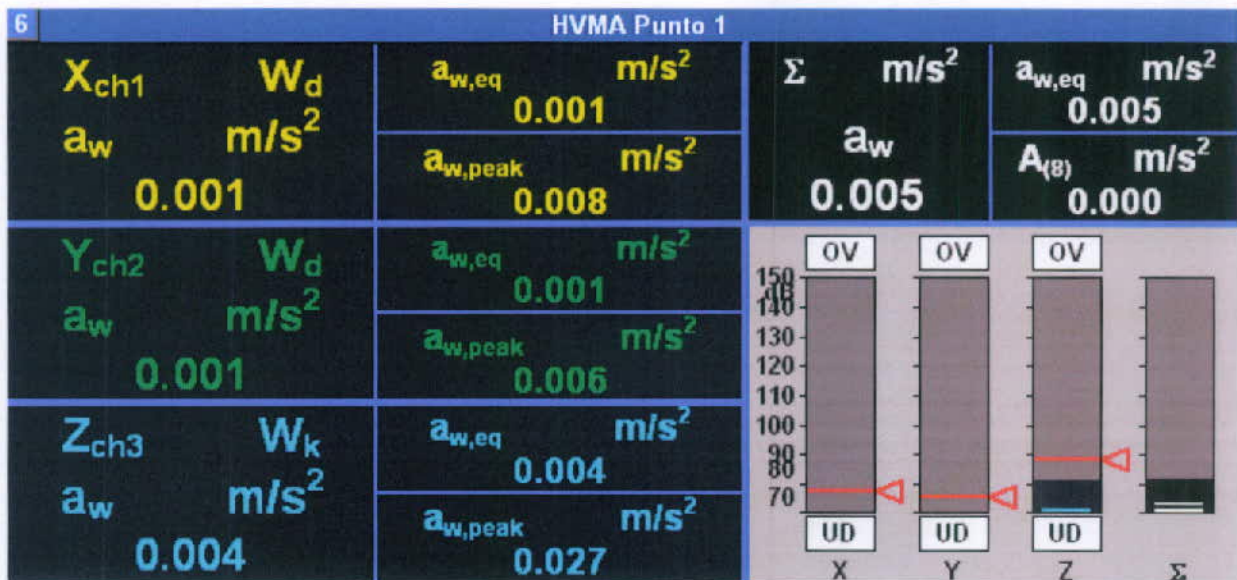 6
HVMA Punto 1
Xch1 Wd
aw m/s²
0.001
aw,eq m/s²
0.001
aw,peak m/s²
0.008
Σ m/s²
aw
0.005
aw,eq m/s²
0.005
A(8) m/s²
0.000
Ych2 Wd
aw m/s²
0.001
aw,eq m/s²
0.001
aw,peak m/s²
0.006
Zch3 Wk
aw m/s²
0.004
aw,eq m/s²
0.004
aw,peak m/s²
0.027
OV OV OV
150
dB
140
130
120
110
100
90
80
70
UD UD UD
X Y Z Σ